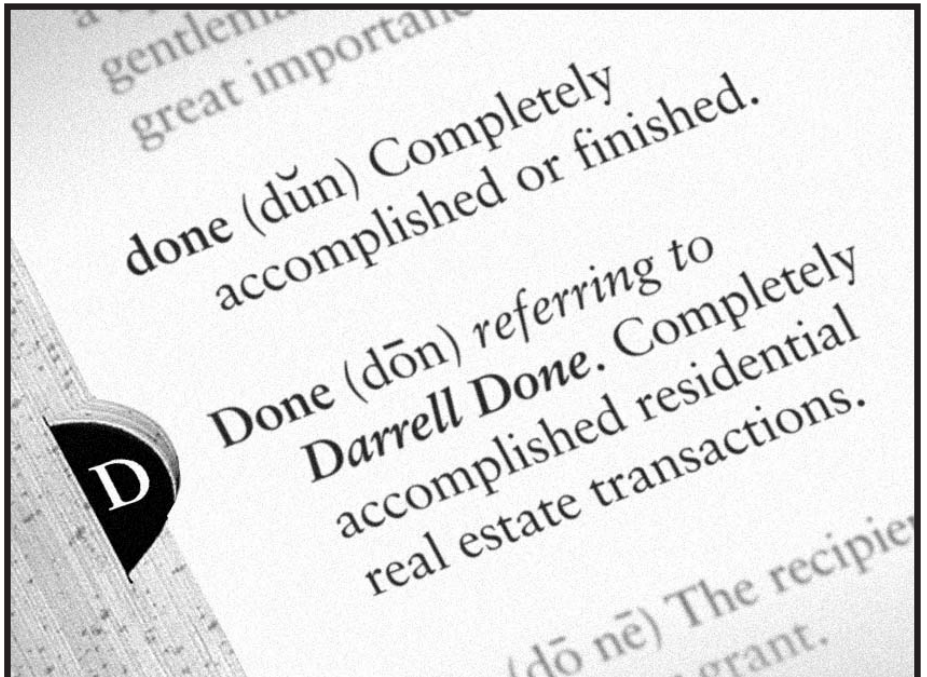 great importan
done (dŭn) Completely
accomplished or finished.
Done (dōn) referring to
Darrell Done. Completely
accomplished residential
real estate transactions.
D
(dō nē) The recipie
grant.